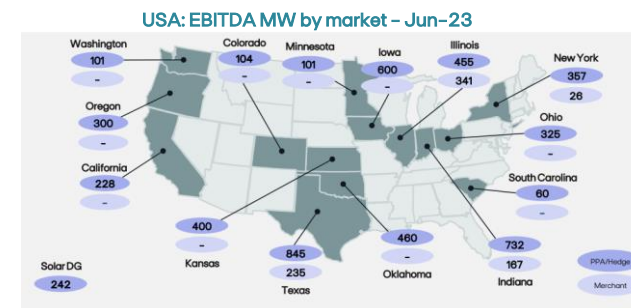 USA: EBITDA MW by market – Jun-23
Washington
101
-
Colorado
104
-
Minnesota
101
-
Iowa
600
-
Illinois
455
341
New York
357
26
Oregon
300
-
Ohio
325
-
California
228
-
South Carolina
60
-
400
-
Kansas
845
235
Texas
460
-
Oklahoma
732
167
Indiana
Solar DG
242
PPA/Hedge
Merchant